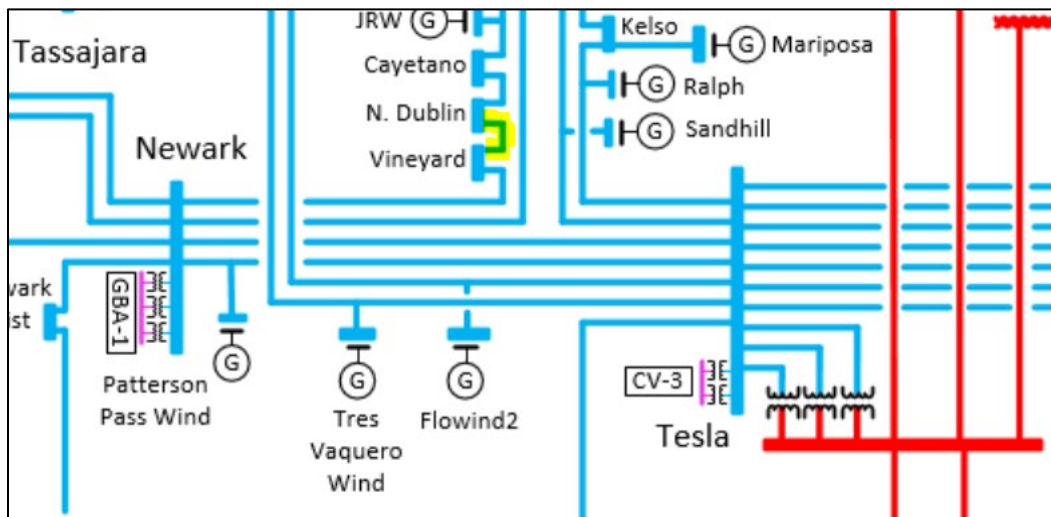 JRW G
Kelso
G Mariposa
Tassajara
Cayetano
G Ralph
N. Dublin
G Sandhill
Newark
Vineyard
GBA-1
wark
ist
G
Patterson
Pass Wind
G
Tres
Vaquero
Wind
G
Flowind2
CV-3
Tesla